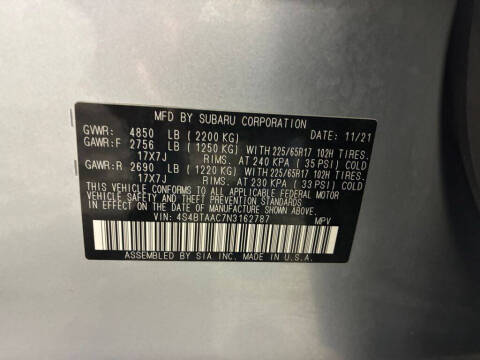 MFD BY SUBARU CORPORATION
GVWR: 4850 LB ( 2200 KG) DATE: 11/21
GAWR:F 2756 LB ( 1250 KG) WITH 225/65R17 102H TIRES.
17X7J RIMS. AT 240 KPA ( 35 PSI) COLD
GAWR:R 2690 LB ( 1220 KG) WITH 225/65R17 102H TIRES.
17X7J RIMS. AT 230 KPA ( 33 PSI) COLD
THIS VEHICLE CONFORMS TO ALL APPLICABLE FEDERAL MOTOR
VEHICLE SAFETY AND THEFT PREVENTION STANDARDS
IN EFFECT ON THE DATE OF MANUFACTURE SHOWN ABOVE.
VIN: 4S4BTAAC7N3162787 MPV
ASSEMBLED BY SIA INC. MADE IN U.S.A.